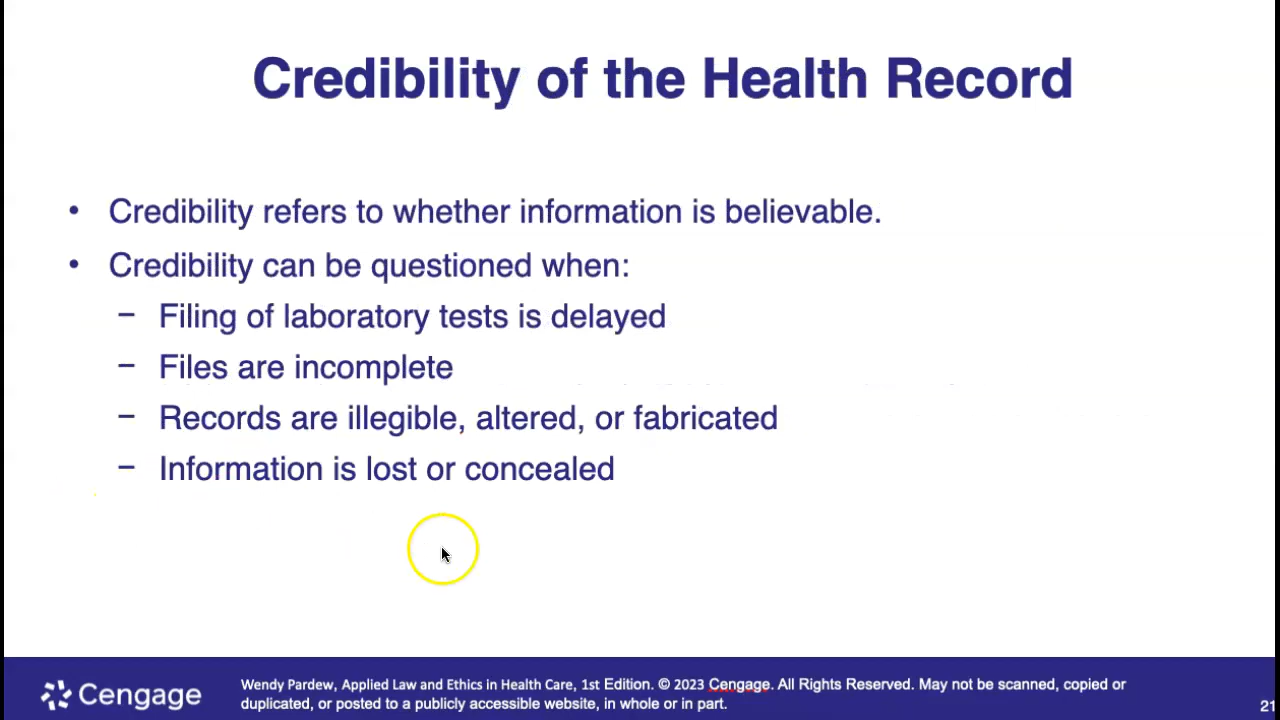 Credibility of the Health Record
• Credibility refers to whether information is believable.
• Credibility can be questioned when:
– Filing of laboratory tests is delayed
– Files are incomplete
– Records are illegible, altered, or fabricated
– Information is lost or concealed
Cengage
Wendy Pardew, Applied Law and Ethics in Health Care, 1st Edition. © 2023 Cengage. All Rights Reserved. May not be scanned, copied or
duplicated, or posted to a publicly accessible website, in whole or in part.
21